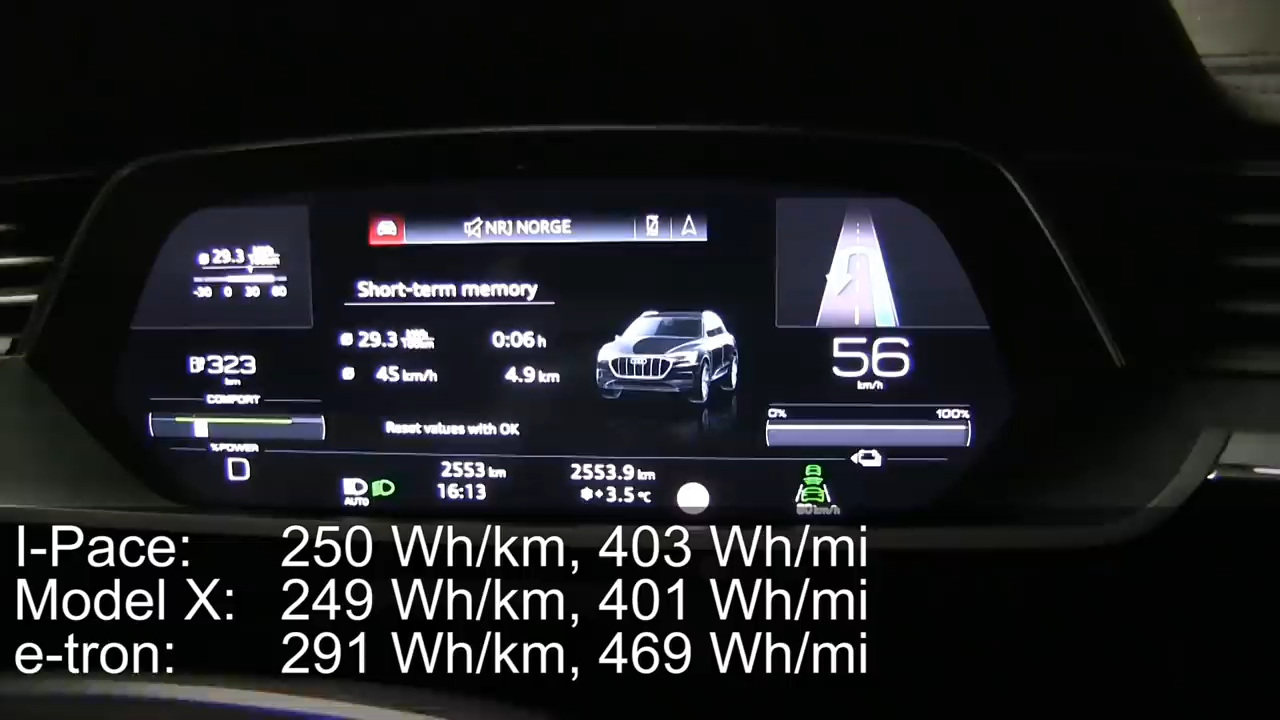 NRJ NORGE
29.3
-30 0 30 60
Short-term memory
29.3 0:06 h
45 km/h 4.9 km
Reset values with OK
323
km
COMFORT
%POWER
D
56
km/h
0% 100%
2553 km 2553.9 km
AUTO 16:13 +3.5 °C
I-Pace: 250 Wh/km, 403 Wh/mi
Model X: 249 Wh/km, 401 Wh/mi
e-tron: 291 Wh/km, 469 Wh/mi